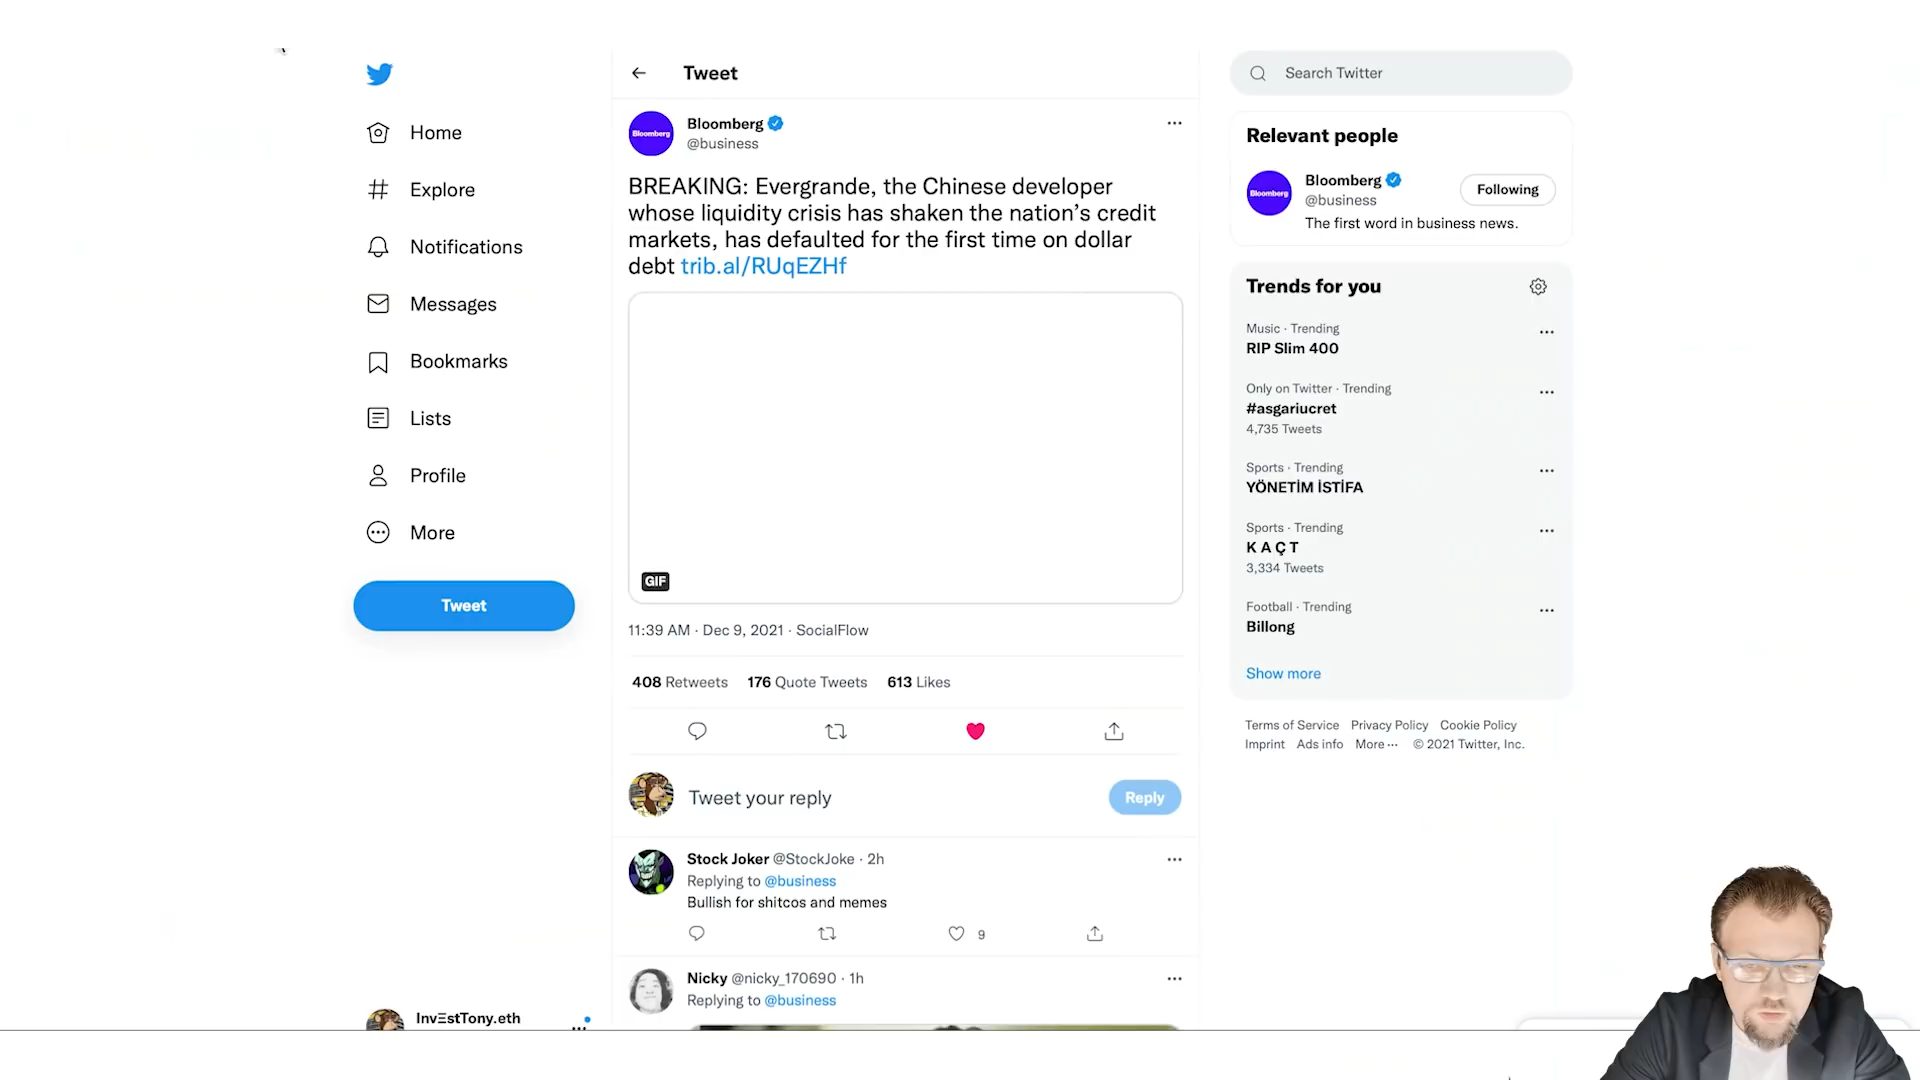 Home
Explore
Notifications
Messages
Bookmarks
Lists
Profile
More
Tweet
InvΞstTony.eth
Tweet
Bloomberg
Bloomberg
@business
BREAKING: Evergrande, the Chinese developer
whose liquidity crisis has shaken the nation’s credit
markets, has defaulted for the first time on dollar
debt trib.al/RUqEZHf
GIF
11:39 AM · Dec 9, 2021 · SocialFlow
408 Retweets 176 Quote Tweets 613 Likes
Tweet your reply
Reply
Stock Joker @StockJoke · 2h
Replying to @business
Bullish for shitcos and memes
9
Nicky @nicky_170690 · 1h
Replying to @business
Search Twitter
Relevant people
Bloomberg
Bloomberg
@business
Following
The first word in business news.
Trends for you
Music · Trending
RIP Slim 400
Only on Twitter · Trending
#asgariucret
4,735 Tweets
Sports · Trending
YÖNETİM İSTİFA
Sports · Trending
K A Ç T
3,334 Tweets
Football · Trending
Billong
Show more
Terms of Service Privacy Policy Cookie Policy
Imprint Ads info More ··· © 2021 Twitter, Inc.